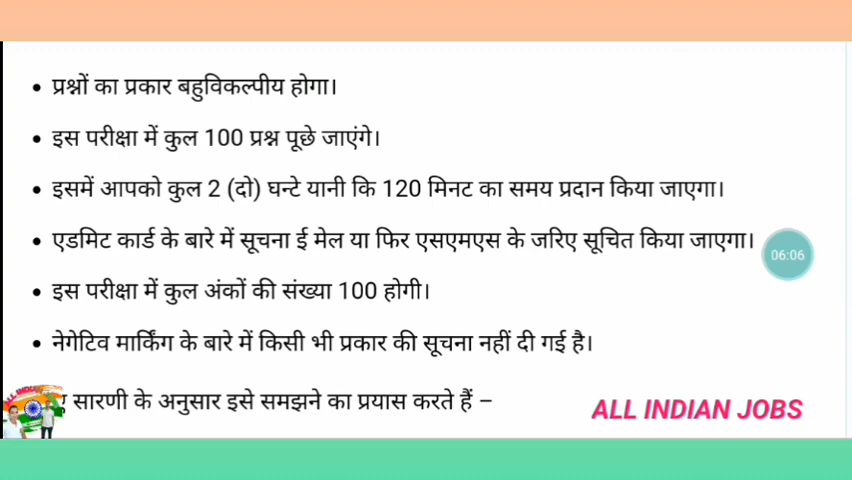 प्रश्नों का प्रकार बहुविकल्पीय होगा।
इस परीक्षा में कुल 100 प्रश्न पूछे जाएंगे।
इसमें आपको कुल 2 (दो) घन्टे यानी कि 120 मिनट का समय प्रदान किया जाएगा।
एडमिट कार्ड के बारे में सूचना ई मेल या फिर एसएमएस के जरिए सूचित किया जाएगा।
06:06
इस परीक्षा में कुल अंकों की संख्या 100 होगी।
नेगेटिव मार्किंग के बारे में किसी भी प्रकार की सूचना नहीं दी गई है।
सारणी के अनुसार इसे समझने का प्रयास करते हैं –
ALL INDIAN JOBS